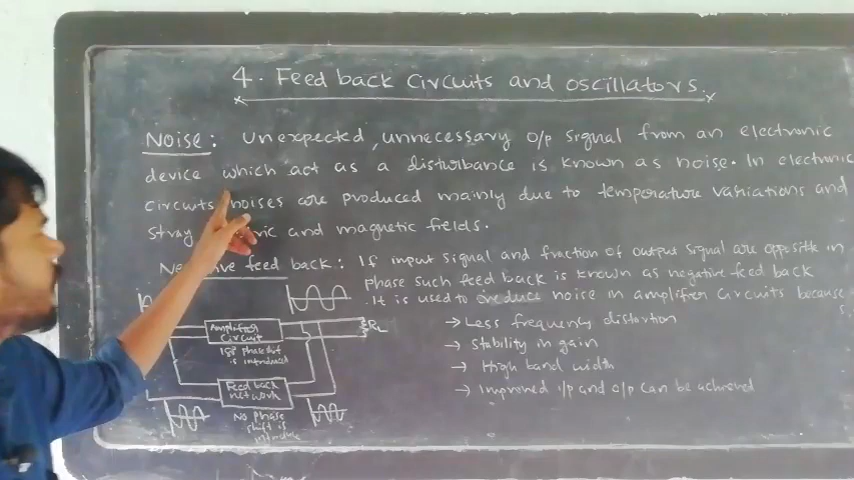 4. Feed back Circuits and oscillators.
Noise: Unexpected, unnecessary o/p signal from an electronic
device which act as a disturbance is known as noise. In electronic
circuits noises are produced mainly due to temperature variations and
stray ric and magnetic fields.
Negative feed back: If input signal and fraction of output signal are opposite in
phase such feed back is known as negative feed back
It is used to reduce noise in amplifier circuits because
→ Less frequency distortion
→ Stability in gain
→ High band width
→ Improved i/p and o/p can be achieved
Amplifier
Circuit
180° phase shift
is introduced
RL
Feed back
network
No phase
shift is